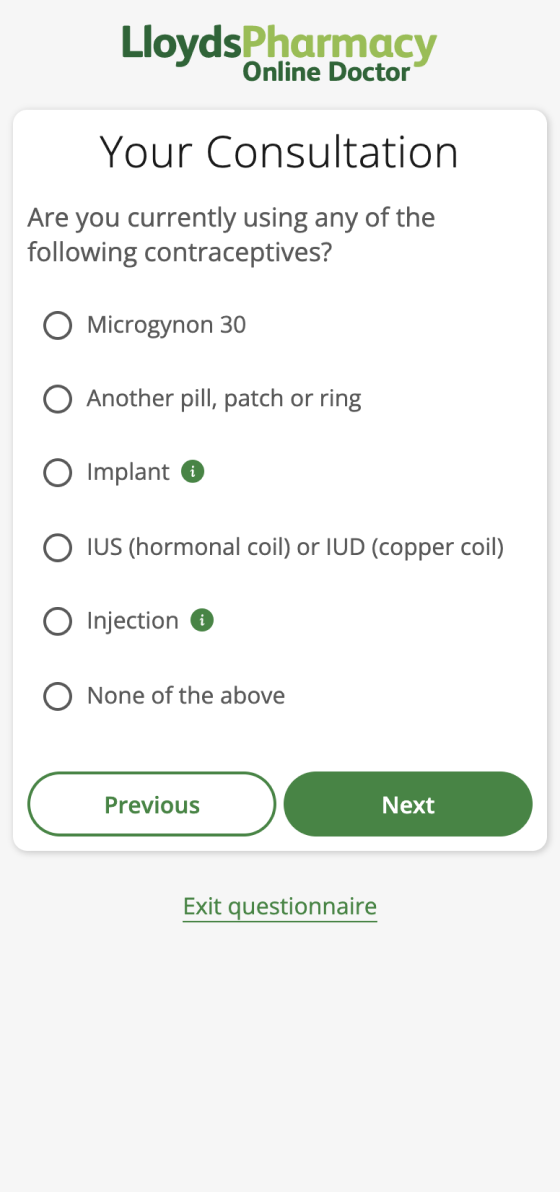 LloydsPharmacy
Online Doctor
Your Consultation
Are you currently using any of the
following contraceptives?
Microgynon 30
Another pill, patch or ring
Implant i
IUS (hormonal coil) or IUD (copper coil)
Injection i
None of the above
Previous
Next
Exit questionnaire